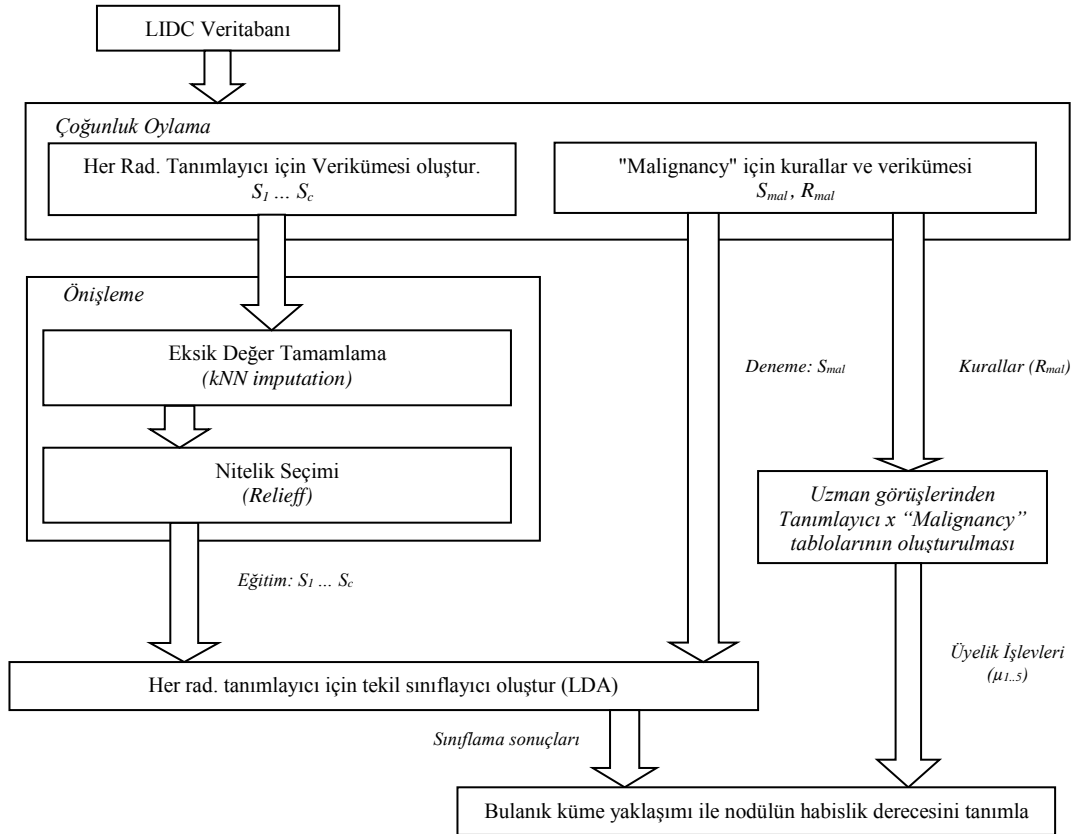 LIDC Veritabanı
Çoğunluk Oylama
Her Rad. Tanımlayıcı için Verikümesi oluştur.
S1 ... Sc
"Malignancy" için kurallar ve verikümesi
Smal , Rmal
Önişleme
Eksik Değer Tamamlama
(kNN imputation)
Deneme: Smal
Kurallar (Rmal)
Nitelik Seçimi
(Relieff)
Uzman görüşlerinden
Tanımlayıcı x “Malignancy”
tablolarının oluşturulması
Eğitim: S1 ... Sc
Üyelik İşlevleri
(μ1..5)
Her rad. tanımlayıcı için tekil sınıflayıcı oluştur (LDA)
Sınıflama sonuçları
Bulanık küme yaklaşımı ile nodülün habislik derecesini tanımla